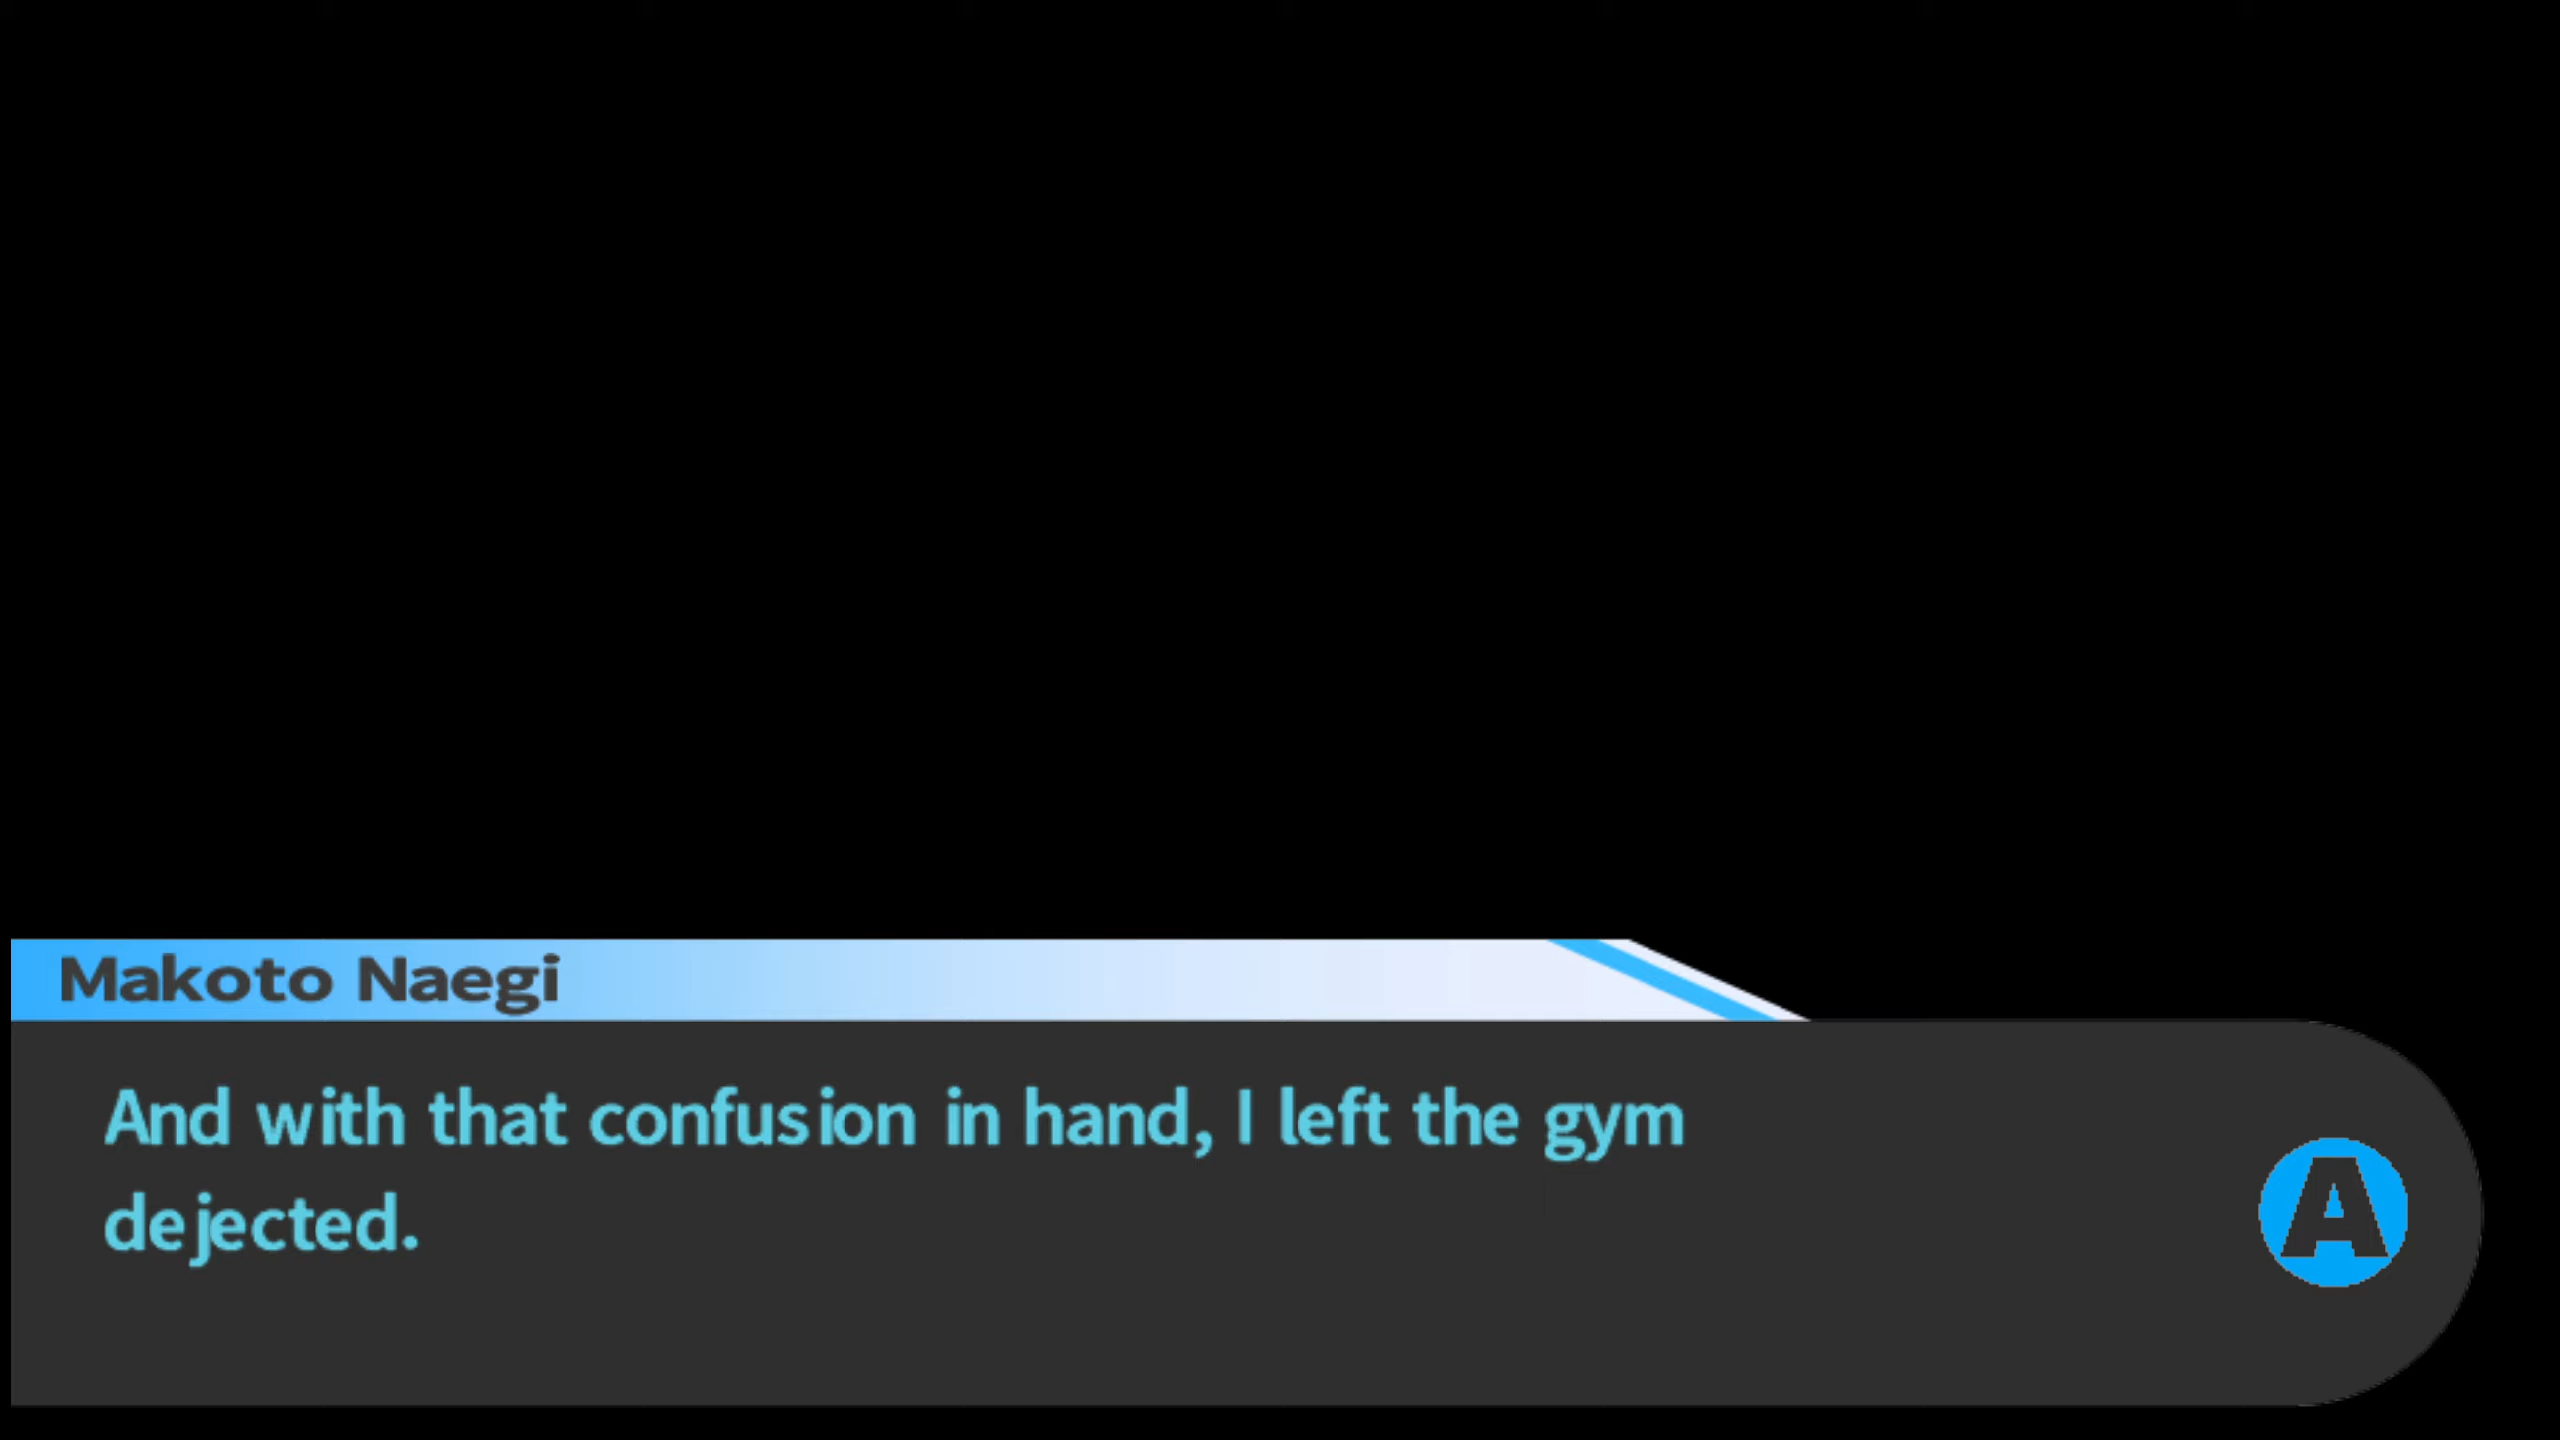 Makoto Naegi
And with that confusion in hand, I left the gym
dejected.
A